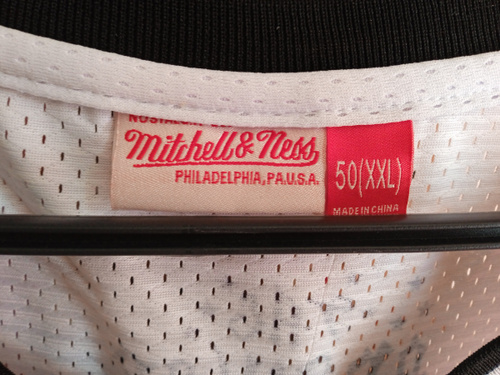 Mitchell & Ness
PHILADELPHIA, PA.U.S.A.
50(XXL)
MADE IN CHINA